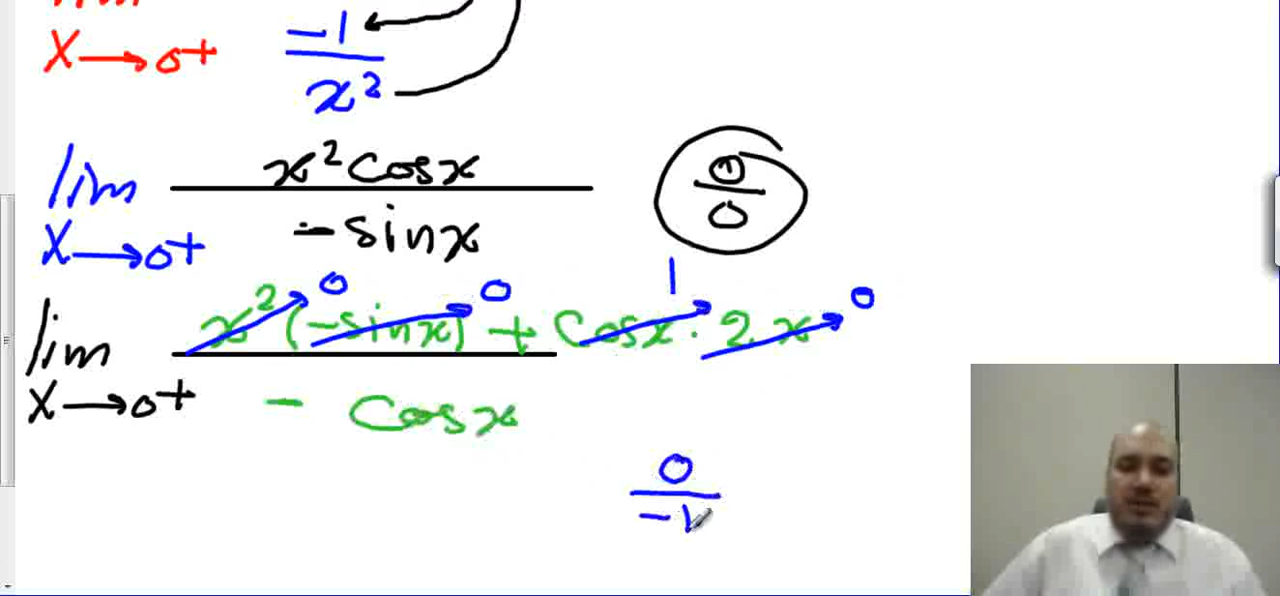 lim
x→0+ -1
x²
lim x²cosx 0
x→0+ -sinx 0
lim x² 0 (-sinx) 0 + cosx 1 · 2x 0
x→0+ - cosx
0
-1